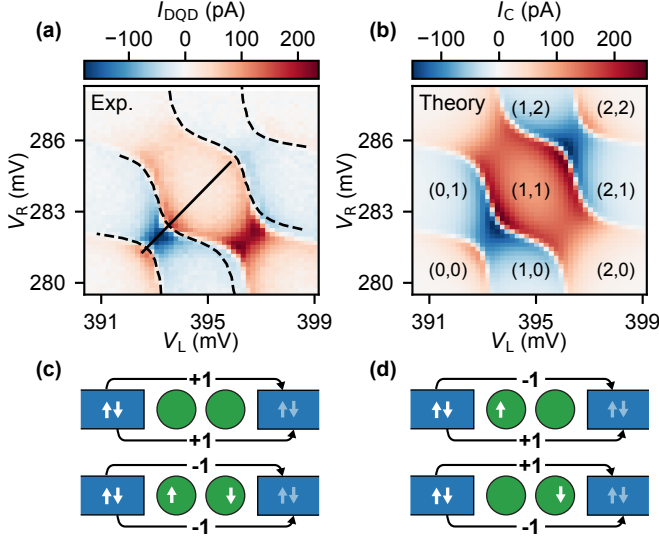 (a) I_DQD (pA)
−100 0 100 200
Exp.
V_R (mV)
286
283
280
391 395 399
V_L (mV)
(b) I_C (pA)
−100 0 100 200
Theory
(1,2) (2,2)
(0,1) (1,1) (2,1)
(0,0) (1,0) (2,0)
V_R (mV)
286
283
280
391 395 399
V_L (mV)
(c)
+1
+1
-1
-1
(d)
-1
+1
+1
-1